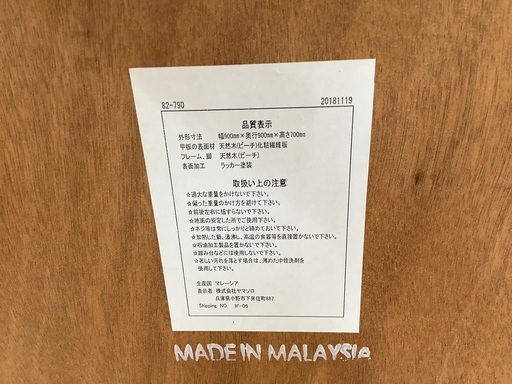 82-790 20181119
品質表示
外形寸法 幅900mm×奥行900mm×高さ700mm
甲板の表面材 天然木(ビーチ)化粧繊維板
フレーム、脚 天然木(ビーチ)
表面加工 ラッカー塗装
取扱い上の注意
☆過大な重量をかけないで下さい。
☆偏った重量のかけ方を避けて下さい。
☆前後左右に揺すらないで下さい。
☆地面の安定した所でご使用下さい。
☆ネジ等は常にしっかりと締めておいて下さい。
☆加熱した鍋、湯沸し、高温の食器等を直接置かないで下さい。
☆石油加工製品を置かないで下さい。
☆踏み台などには使用しないで下さい。
☆著しい汚れを落とす場合は、薄めた中性洗剤を
使用して下さい。
生産国 マレーシア
表示者 株式会社ヤマソロ
兵庫県小野市下来住町887
Shipping NO. IF-06
MADE IN MALAYSIA